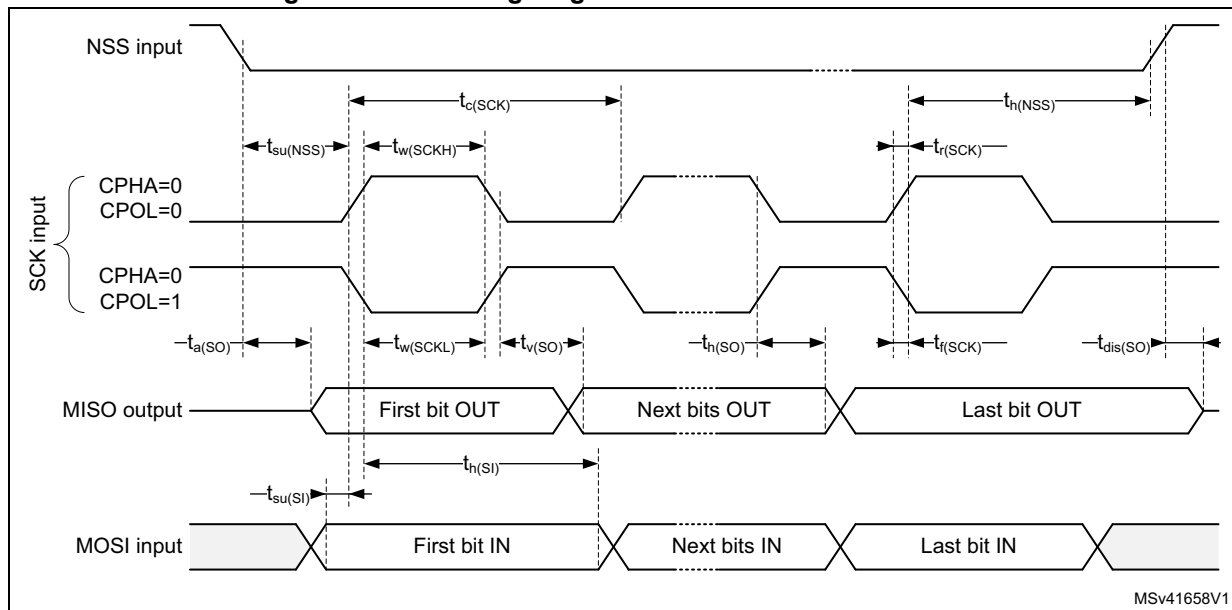 NSS input
tc(SCK)
th(NSS)
tsu(NSS)
tw(SCKH)
tr(SCK)
SCK input
CPHA=0
CPOL=0
CPHA=0
CPOL=1
ta(SO)
tw(SCKL)
tv(SO)
th(SO)
tf(SCK)
tdis(SO)
MISO output
First bit OUT
Next bits OUT
Last bit OUT
th(SI)
tsu(SI)
MOSI input
First bit IN
Next bits IN
Last bit IN
MSv41658V1